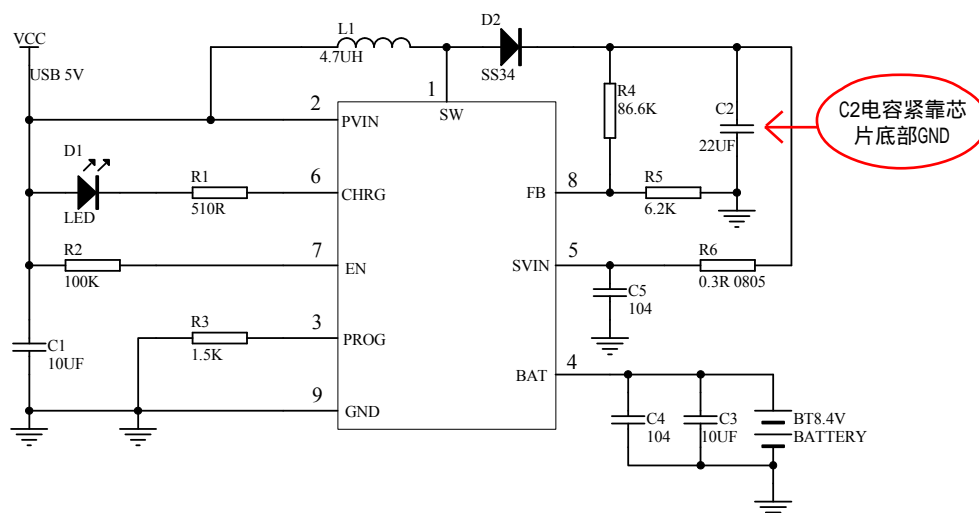 VCC
USB 5V
L1
4.7UH
D2
SS34
1
SW
2
PVIN
R4
86.6K
C2
22UF
C2电容紧靠芯
片底部GND
D1
LED
R1
510R
6
CHRG
8
FB
R5
6.2K
R2
100K
7
EN
5
SVIN
R6
0.3R 0805
C5
104
R3
1.5K
3
PROG
C1
10UF
4
BAT
9
GND
C4
104
C3
10UF
BT8.4V
BATTERY